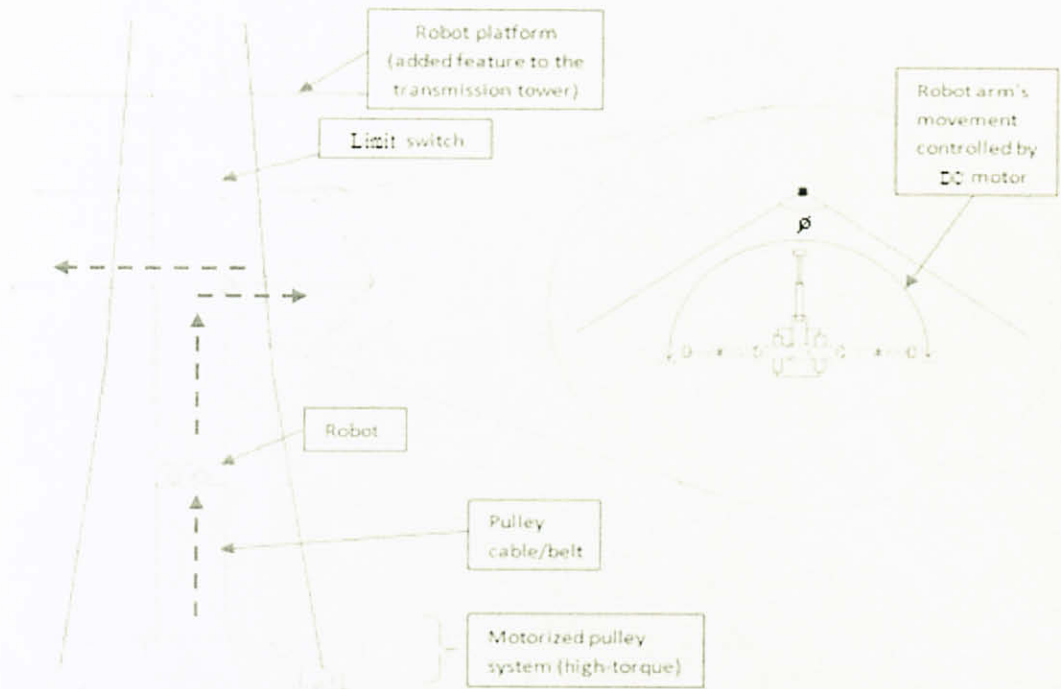 Robot platform
(added feature to the
transmission tower)
Limit switch
Robot arm's
movement
controlled by
DC motor
Ø
Robot
Pulley
cable/belt
Motorized pulley
system (high-torque)